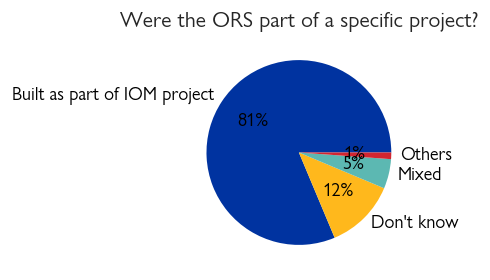 Were the ORS part of a specific project?
Built as part of IOM project
81%
1%
Others
5%
Mixed
12%
Don't know